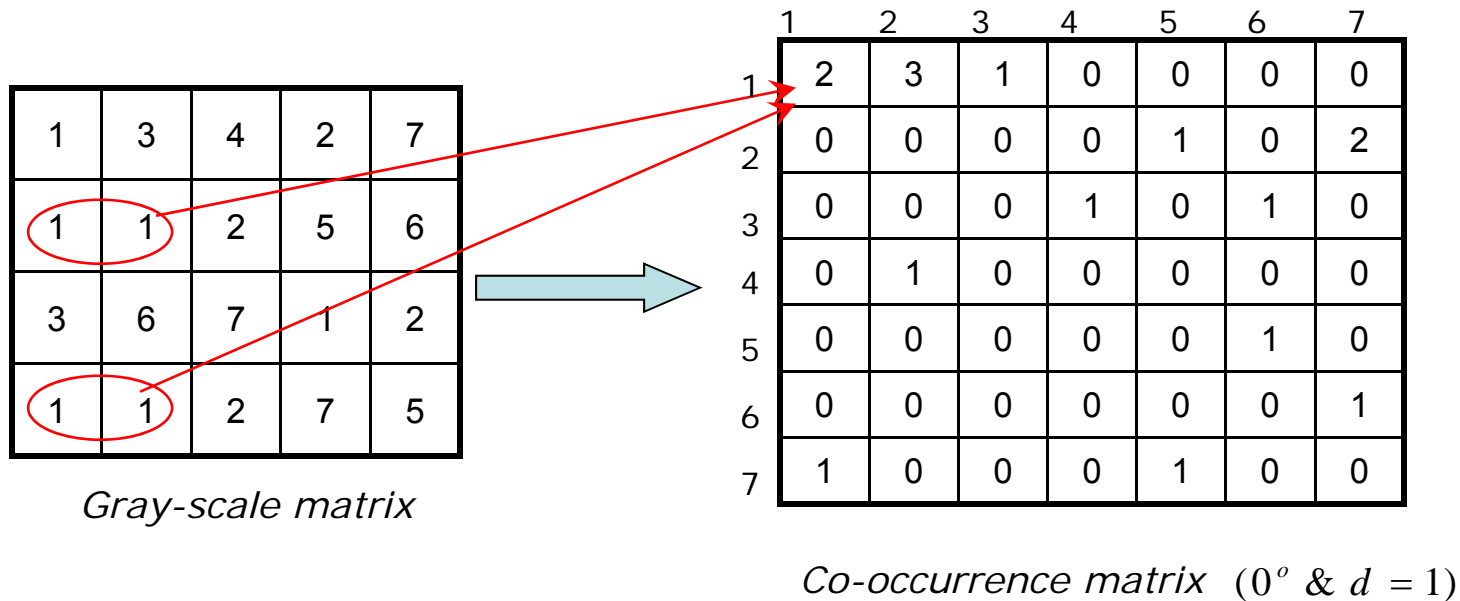 1 2 3 4 5 6 7
1 2 3 1 0 0 0 0
2 0 0 0 0 1 0 2
3 0 0 0 1 0 1 0
4 0 1 0 0 0 0 0
5 0 0 0 0 0 1 0
6 0 0 0 0 0 0 1
7 1 0 0 0 1 0 0
1 3 4 2 7
1 1 2 5 6
3 6 7 1 2
1 1 2 7 5
Gray-scale matrix
Co-occurrence matrix (0° & d = 1)